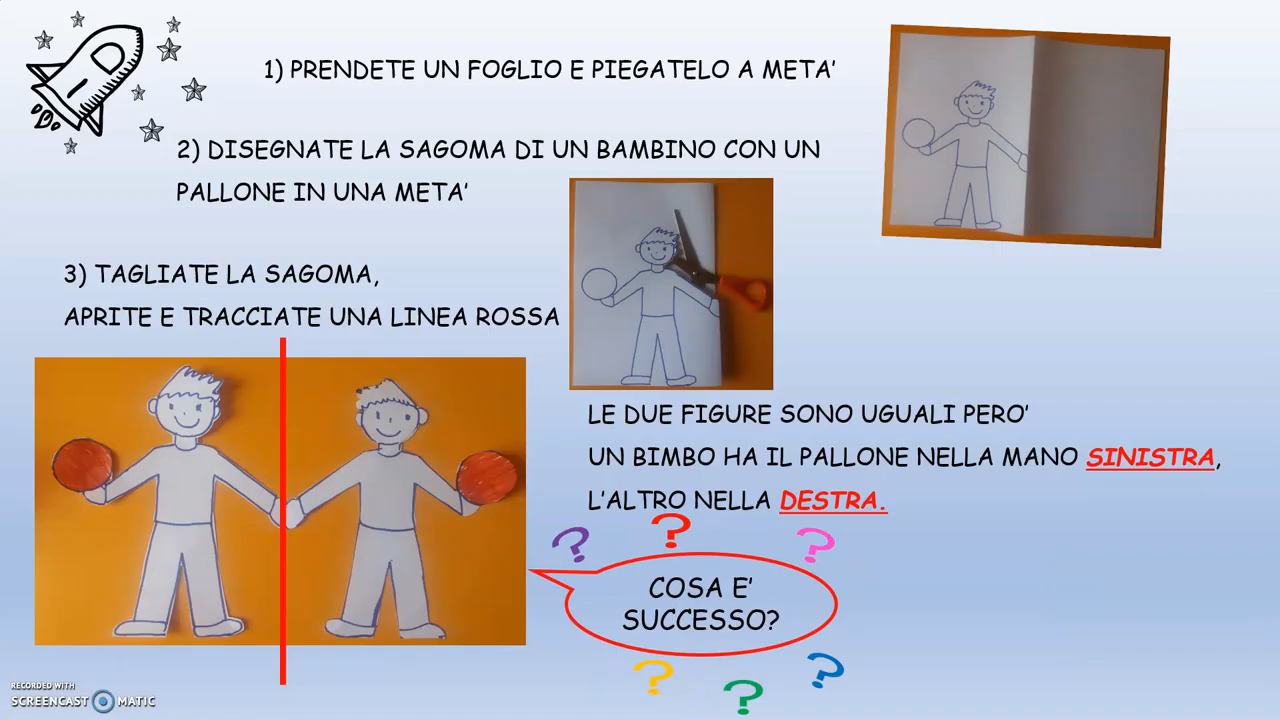 1) PRENDETE UN FOGLIO E PIEGATELO A META'
2) DISEGNATE LA SAGOMA DI UN BAMBINO CON UN
PALLONE IN UNA META'
3) TAGLIATE LA SAGOMA,
APRITE E TRACCIATE UNA LINEA ROSSA
LE DUE FIGURE SONO UGUALI PERO'
UN BIMBO HA IL PALLONE NELLA MANO SINISTRA,
L'ALTRO NELLA DESTRA.
? ? ?
COSA E'
SUCCESSO?
? ? ?
RECORDED WITH
SCREENCAST MATIC